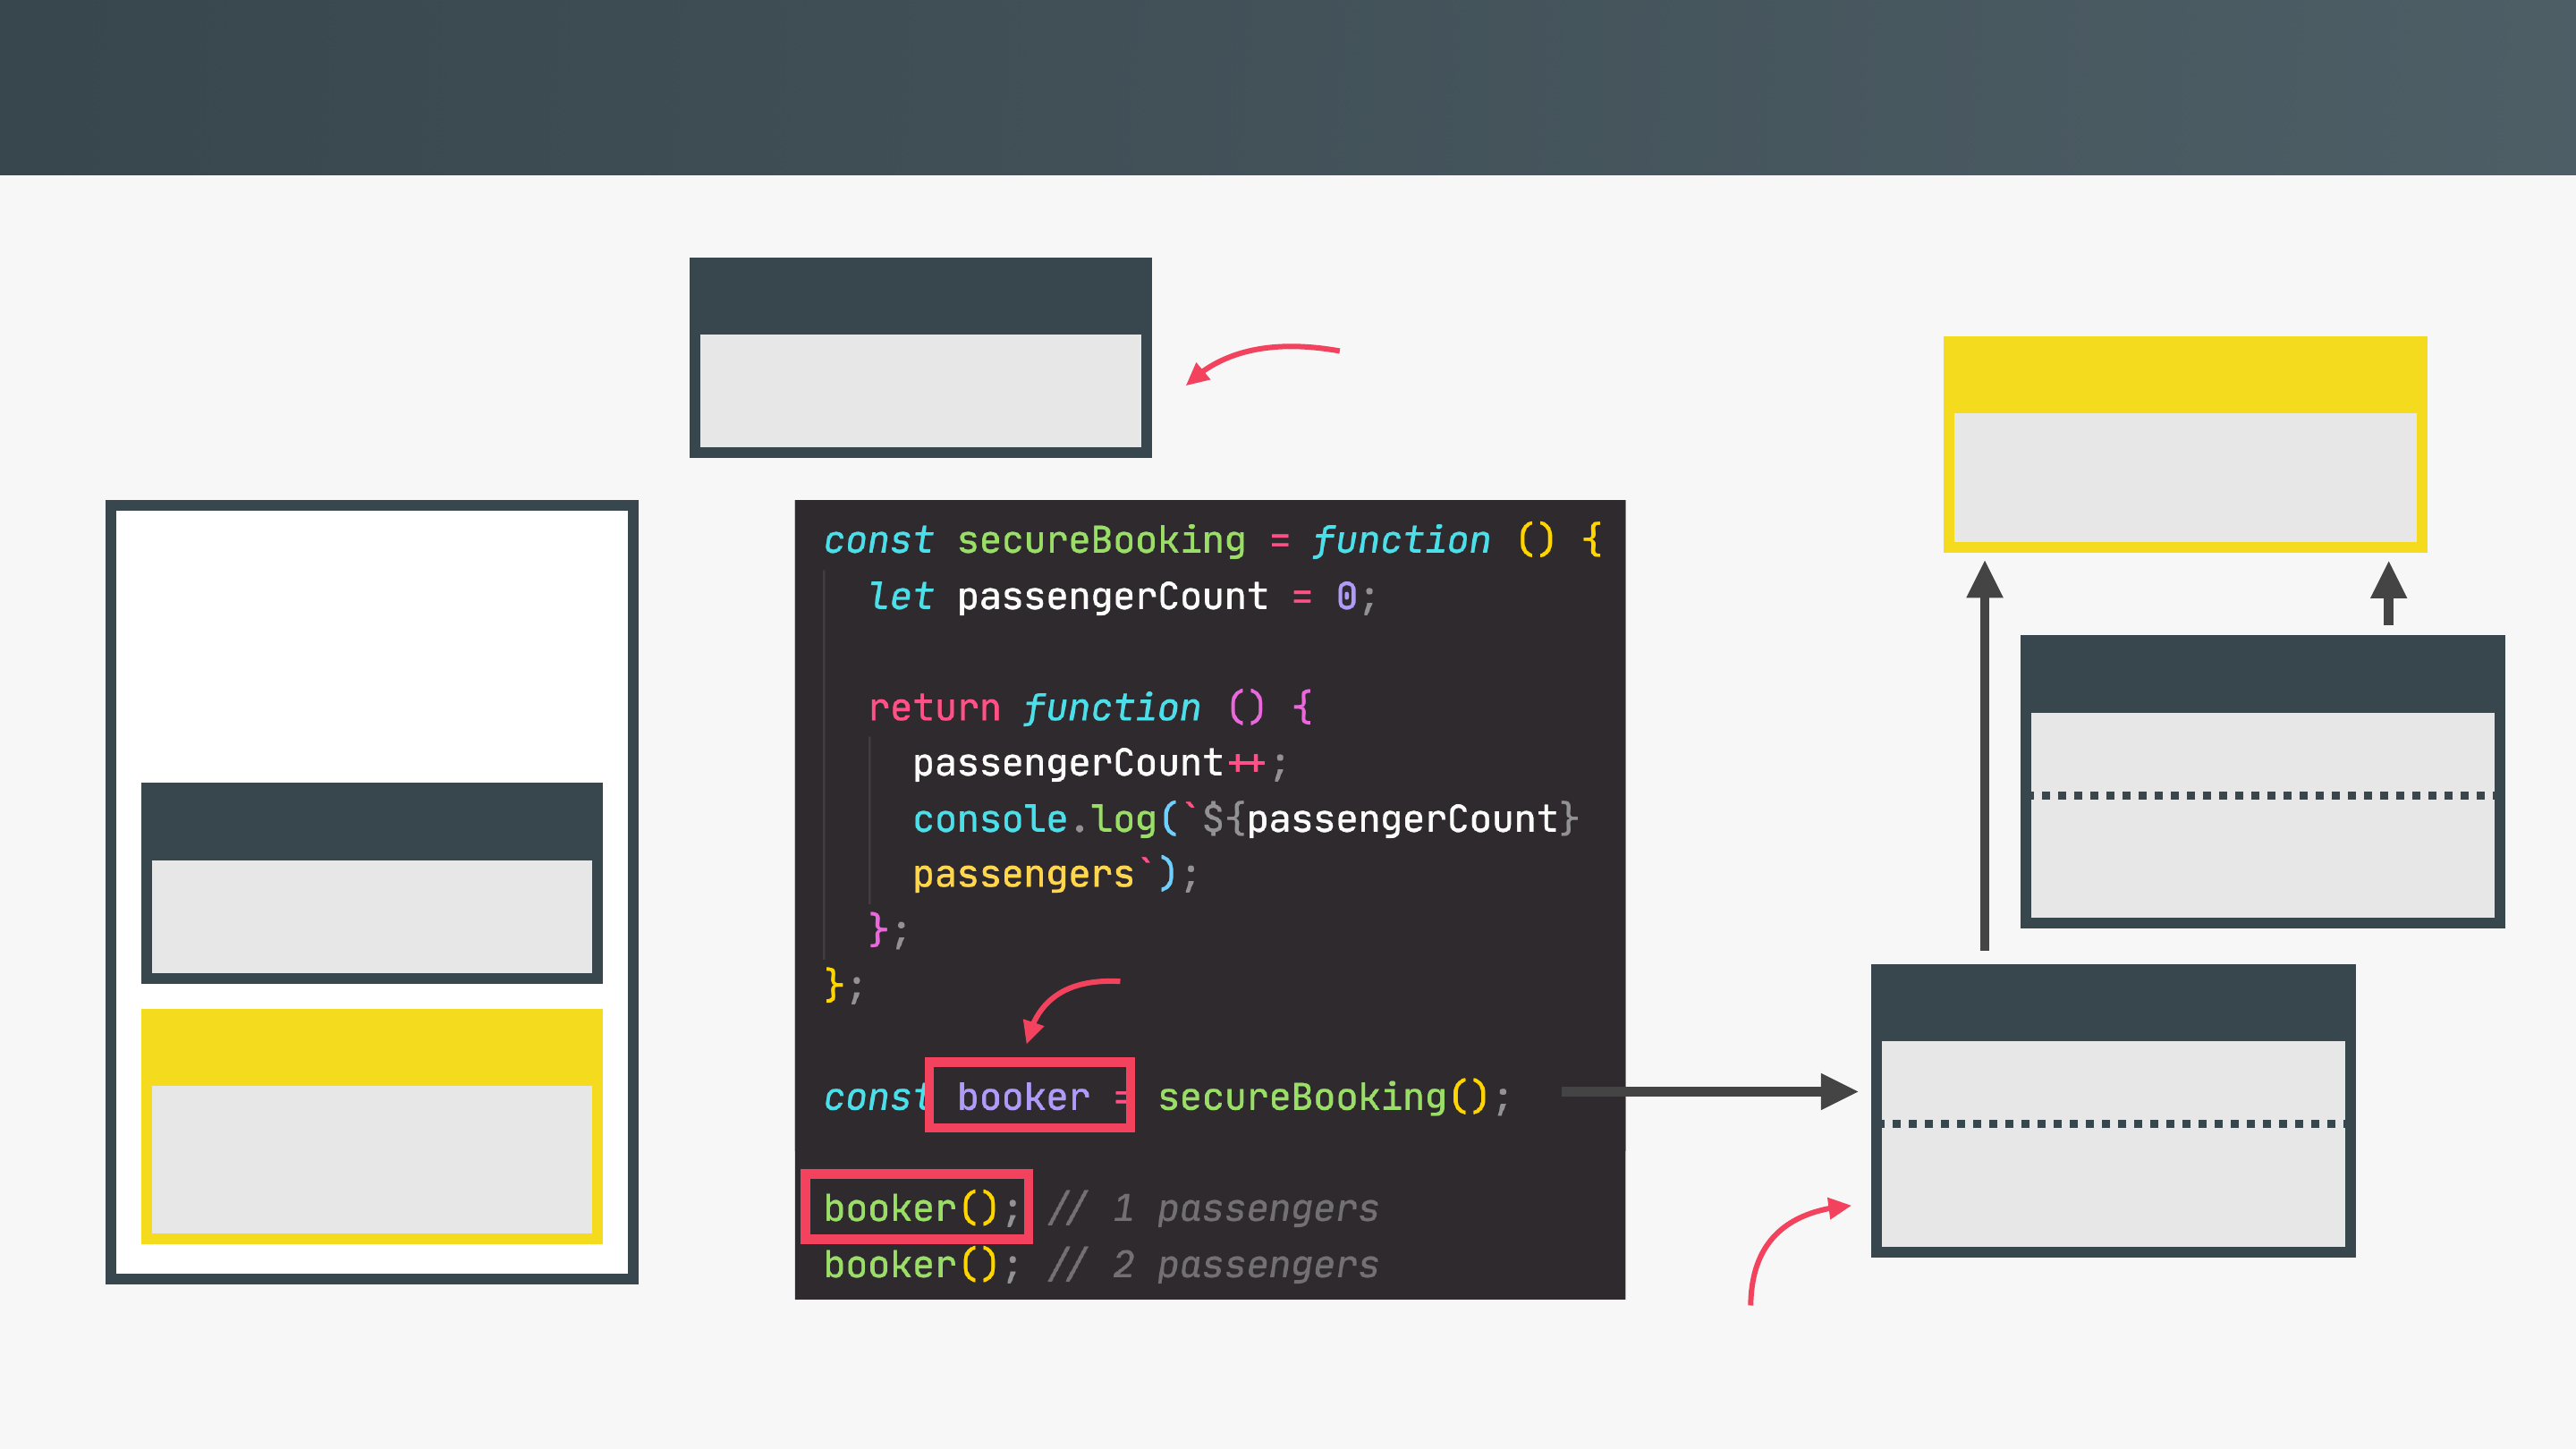 const secureBooking = function () {
let passengerCount = 0;
return function () {
passengerCount++;
console.log(`${passengerCount}
passengers`);
};
};
const booker = secureBooking();
booker(); // 1 passengers
booker(); // 2 passengers